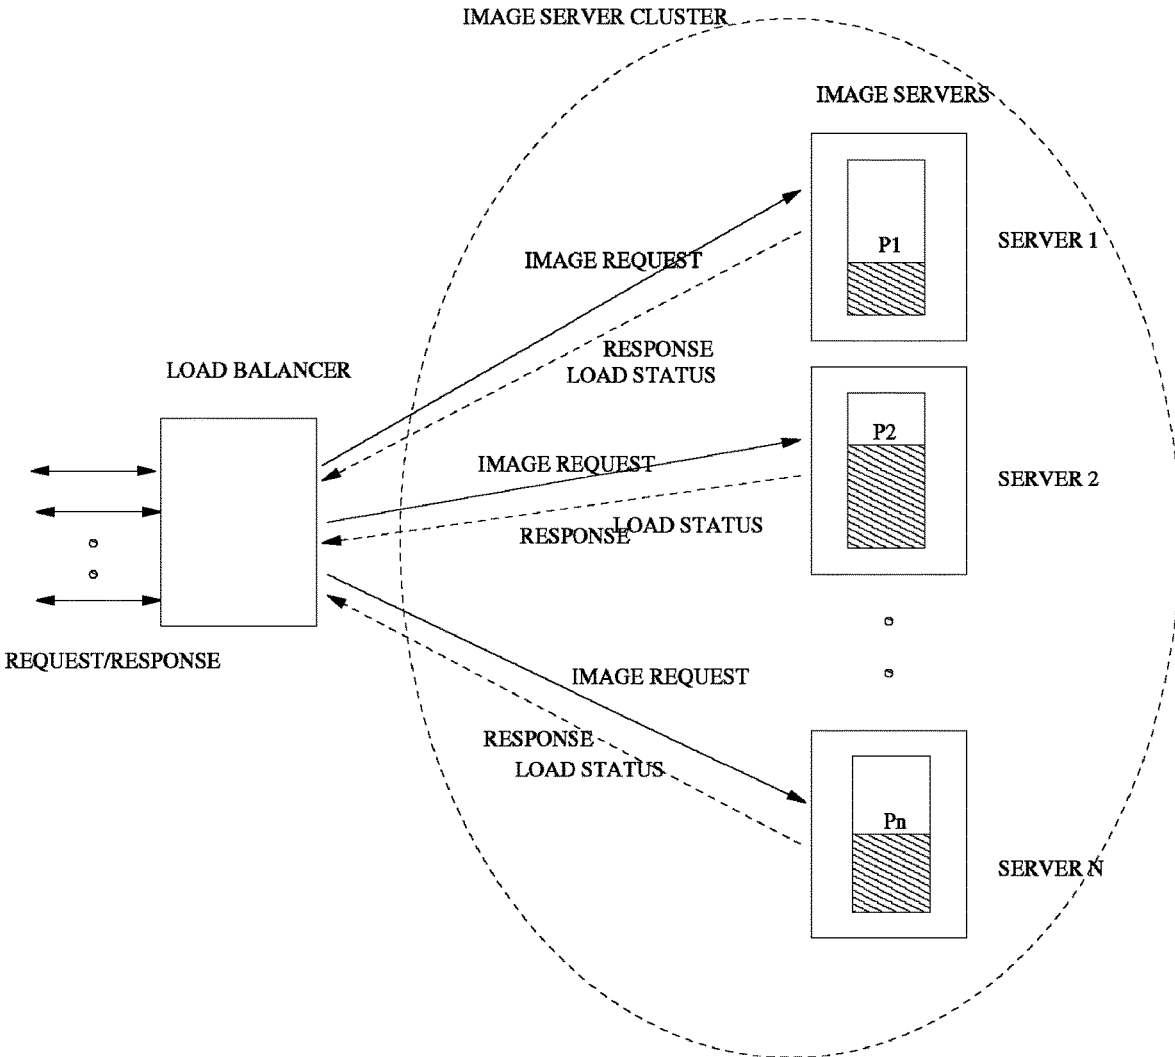 IMAGE SERVER CLUSTER
IMAGE SERVERS
P1
SERVER 1
IMAGE REQUEST
RESPONSE
LOAD STATUS
LOAD BALANCER
P2
IMAGE REQUEST
SERVER 2
LOAD STATUS
RESPONSE
REQUEST/RESPONSE
IMAGE REQUEST
RESPONSE
LOAD STATUS
Pn
SERVER N